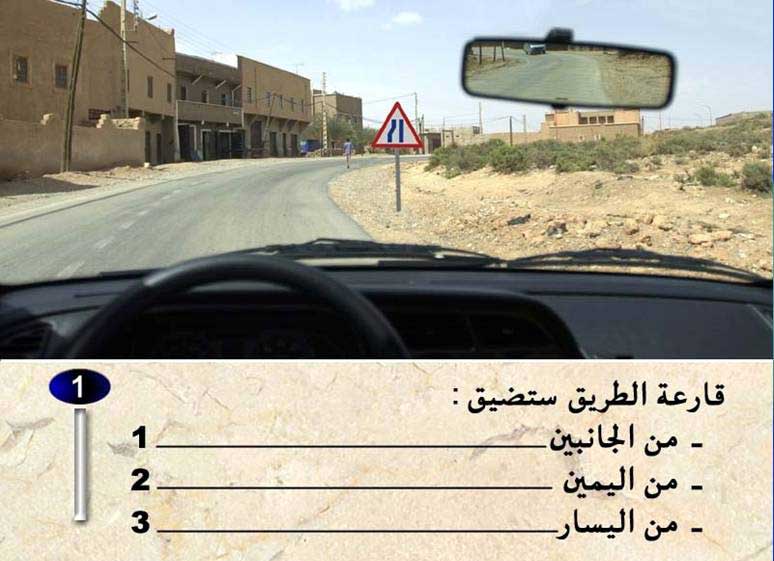 1
قارعة الطريق ستضيق :
- من الجانبين 1
- من اليمين 2
- من اليسار 3